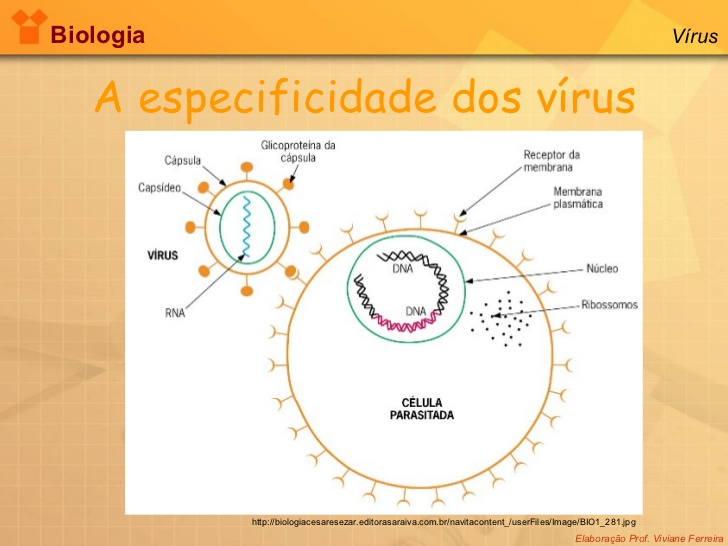 Biologia
Vírus
A especificidade dos vírus
Glicoproteína da
cápsula
Cápsula
Capsídeo
VÍRUS
RNA
Receptor da
membrana
Membrana
plasmática
DNA
DNA
Núcleo
Ribossomos
CÉLULA
PARASITADA
http://biologiacesaresezar.editorasaraiva.com.br/navitacontent_/userFiles/Image/BIO1_281.jpg
Elaboração Prof. Viviane Ferreira